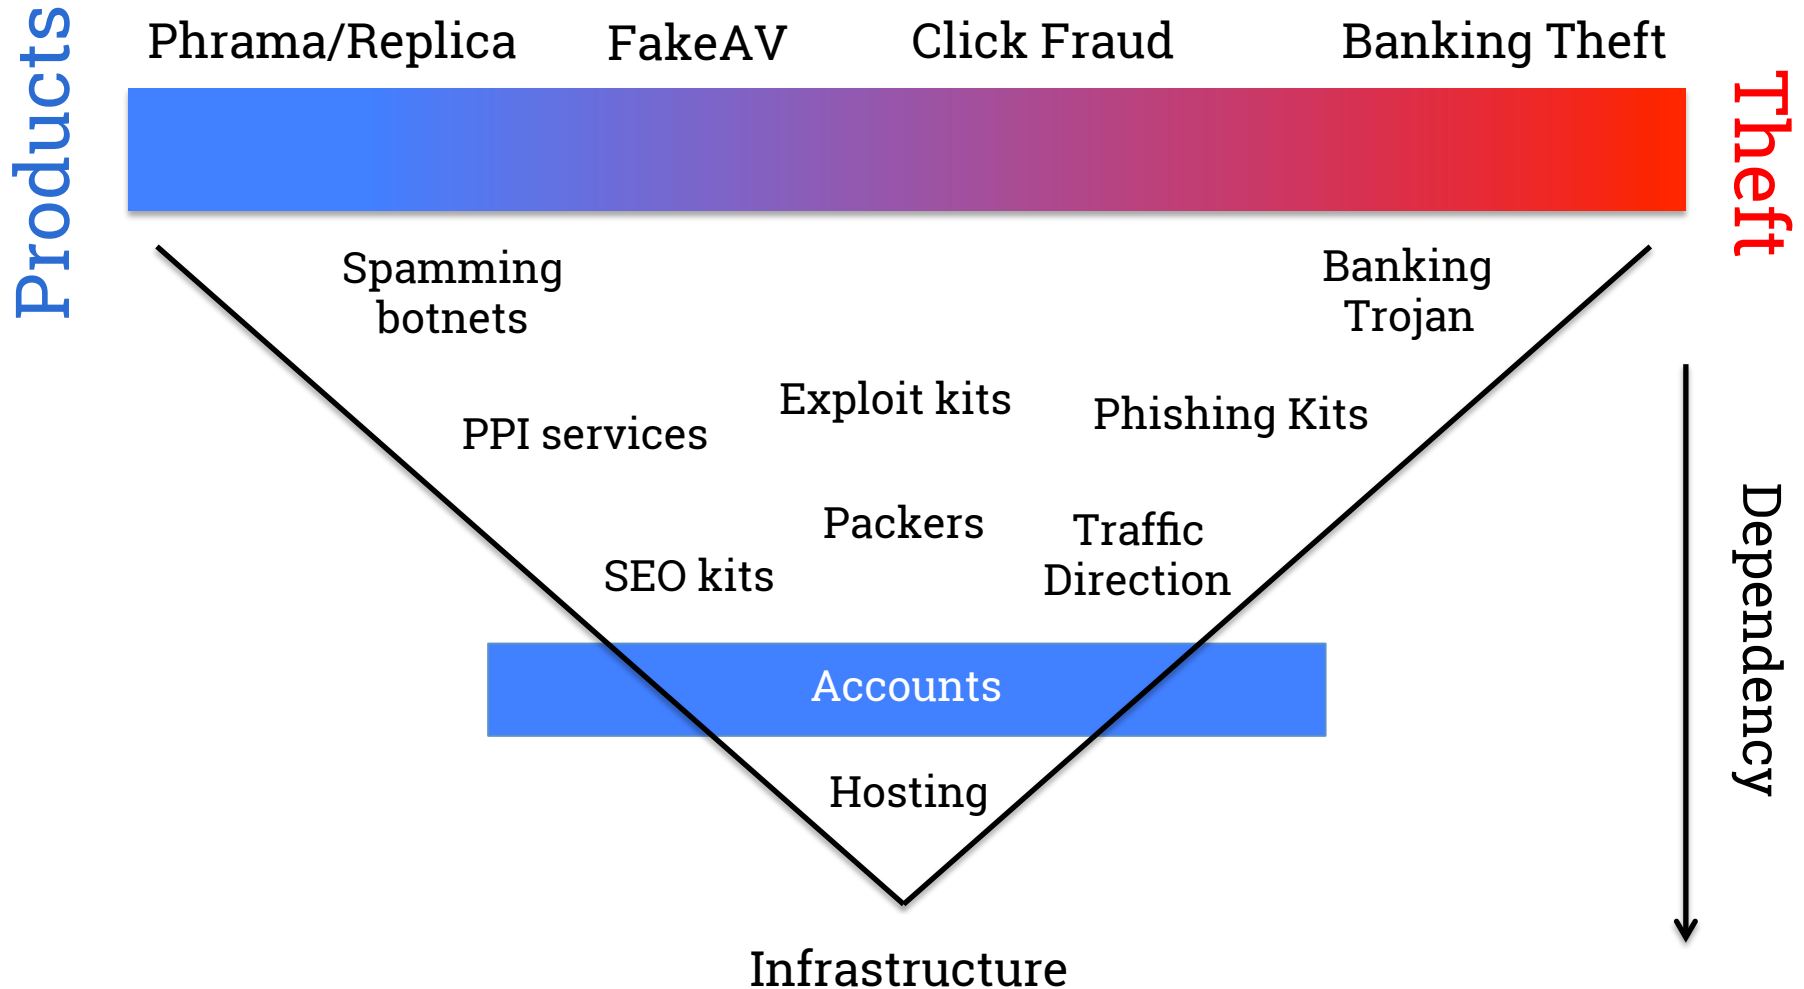 Products
Phrama/Replica
FakeAV
Click Fraud
Banking Theft
Theft
Spamming
botnets
Banking
Trojan
Exploit kits
Phishing Kits
PPI services
Packers
Traffic
Direction
SEO kits
Dependency
Accounts
Hosting
Infrastructure